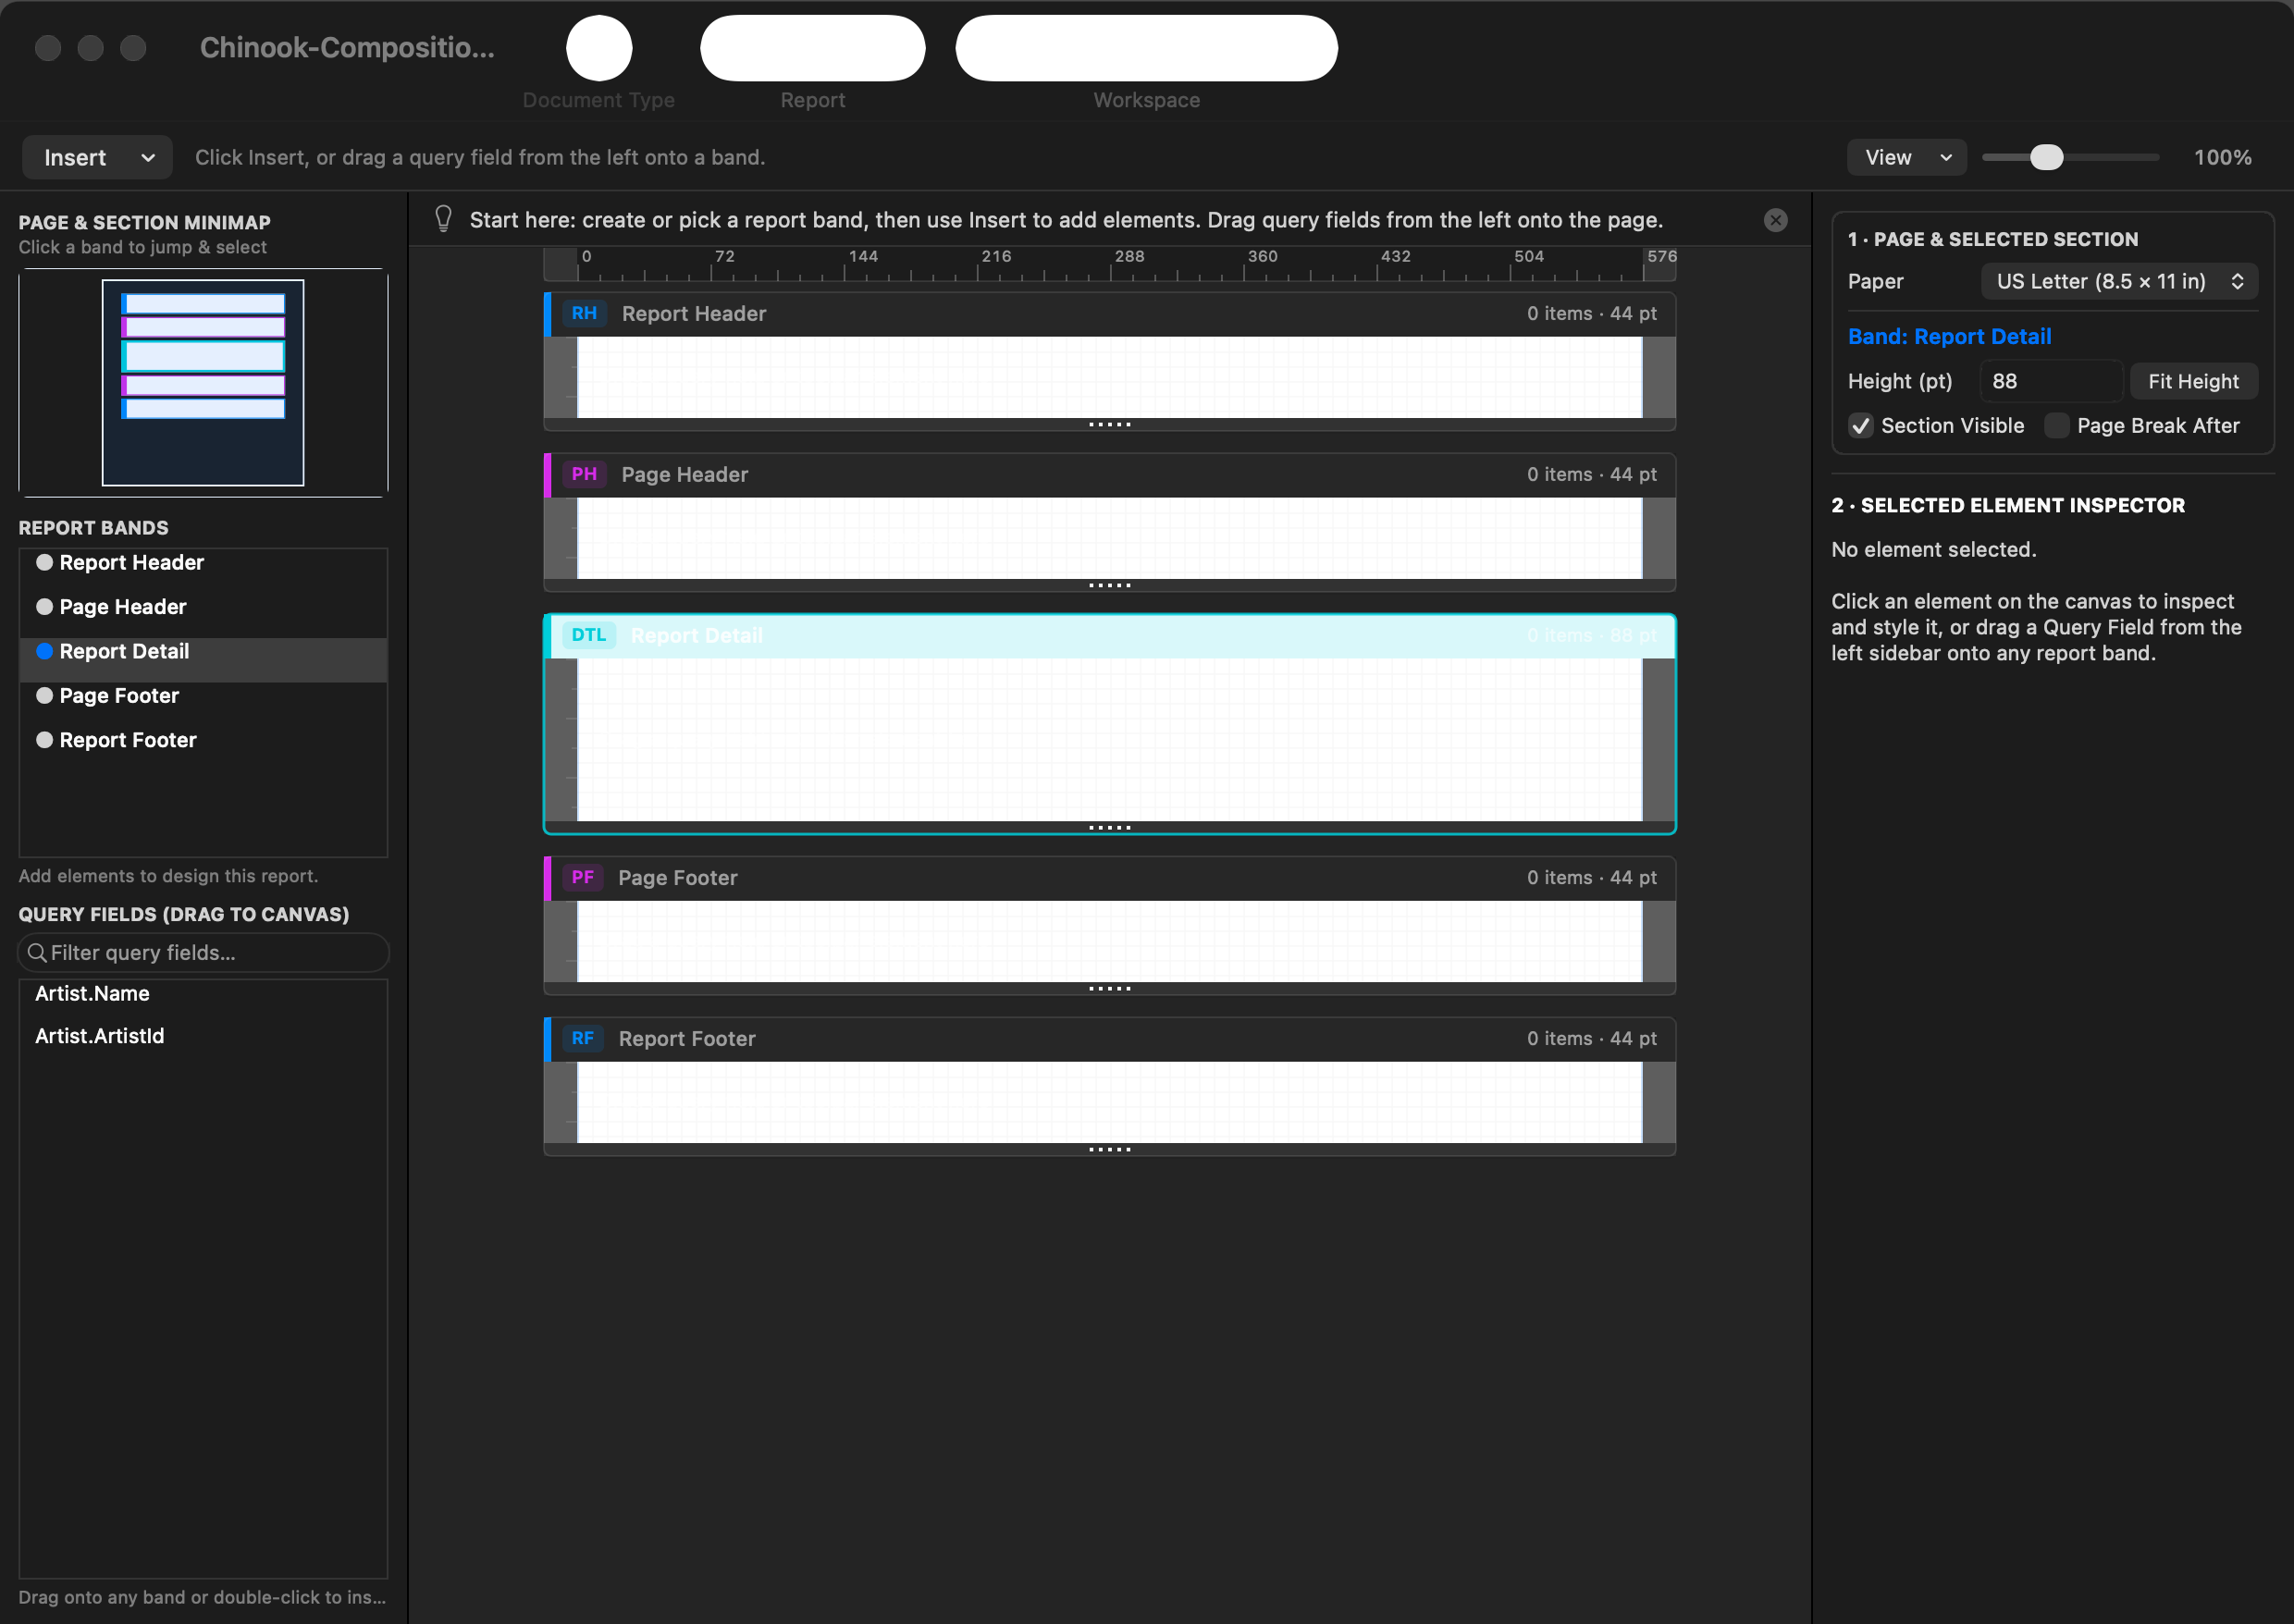 Chinook-Compositio...
Document Type
Report
Workspace
Insert
Click Insert, or drag a query field from the left onto a band.
View
100%
PAGE & SECTION MINIMAP
Click a band to jump & select
REPORT BANDS
Report Header
Page Header
Report Detail
Page Footer
Report Footer
Add elements to design this report.
QUERY FIELDS (DRAG TO CANVAS)
Filter query fields...
Artist.Name
Artist.ArtistId
Drag onto any band or double-click to ins...
Start here: create or pick a report band, then use Insert to add elements. Drag query fields from the left onto the page.
0 72 144 216 288 360 432 504 576
RH Report Header 0 items · 44 pt
PH Page Header 0 items · 44 pt
DTL Report Detail 0 items · 88 pt
PF Page Footer 0 items · 44 pt
RF Report Footer 0 items · 44 pt
1 · PAGE & SELECTED SECTION
Paper US Letter (8.5 × 11 in)
Band: Report Detail
Height (pt) 88 Fit Height
Section Visible Page Break After
2 · SELECTED ELEMENT INSPECTOR
No element selected.
Click an element on the canvas to inspect
and style it, or drag a Query Field from the
left sidebar onto any report band.